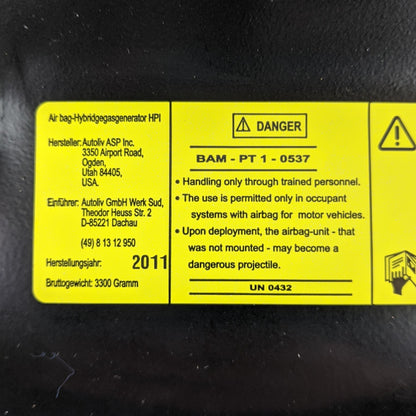 Air bag-Hybridgegasgenerator HPI
Hersteller: Autoliv ASP Inc.
3350 Airport Road,
Ogden,
Utah 84405,
USA.
Einführer: Autoliv GmbH Werk Sud,
Theodor Heuss Str. 2
D-85221 Dachau
(49) 8 13 12 950
Herstellungsjahr: 2011
Bruttogewicht: 3300 Gramm
DANGER
BAM - PT 1 - 0537
• Handling only through trained personnel.
• The use is permitted only in occupant
systems with airbag for motor vehicles.
• Upon deployment, the airbag-unit - that
was not mounted - may become a
dangerous projectile.
UN 0432